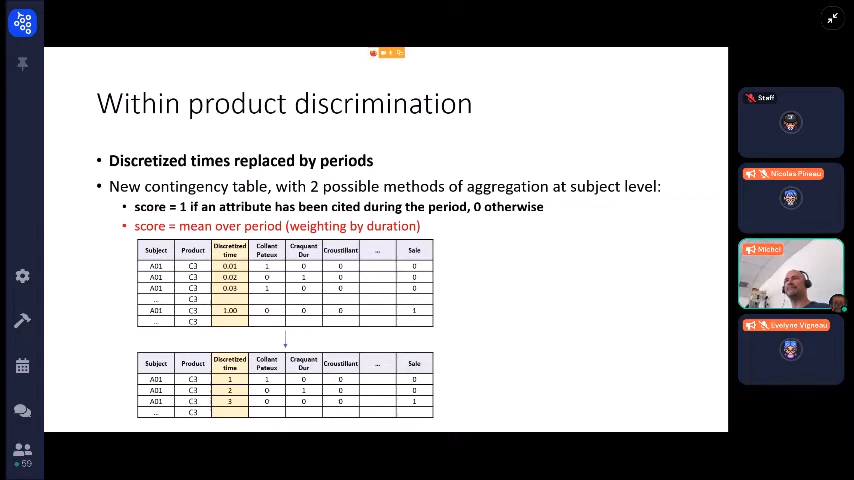 Within product discrimination
• Discretized times replaced by periods
• New contingency table, with 2 possible methods of aggregation at subject level:
• score = 1 if an attribute has been cited during the period, 0 otherwise
• score = mean over period (weighting by duration)
Subject Product Discretized time Collant Pateux Craquant Dur Croustillant ... Sale
A01 C3 0.01 1 0 0 0
A01 C3 0.02 0 1 0 0
A01 C3 0.03 1 0 0 0
... C3
A01 C3 1.00 0 0 0 1
... C3
Subject Product Discretized time Collant Pateux Craquant Dur Croustillant ... Sale
A01 C3 1 1 0 0 0
A01 C3 2 0 1 0 0
A01 C3 3 0 0 0 1
... C3
Staff
Nicolas Pineau
Michel
Evelyne Vigneau
59